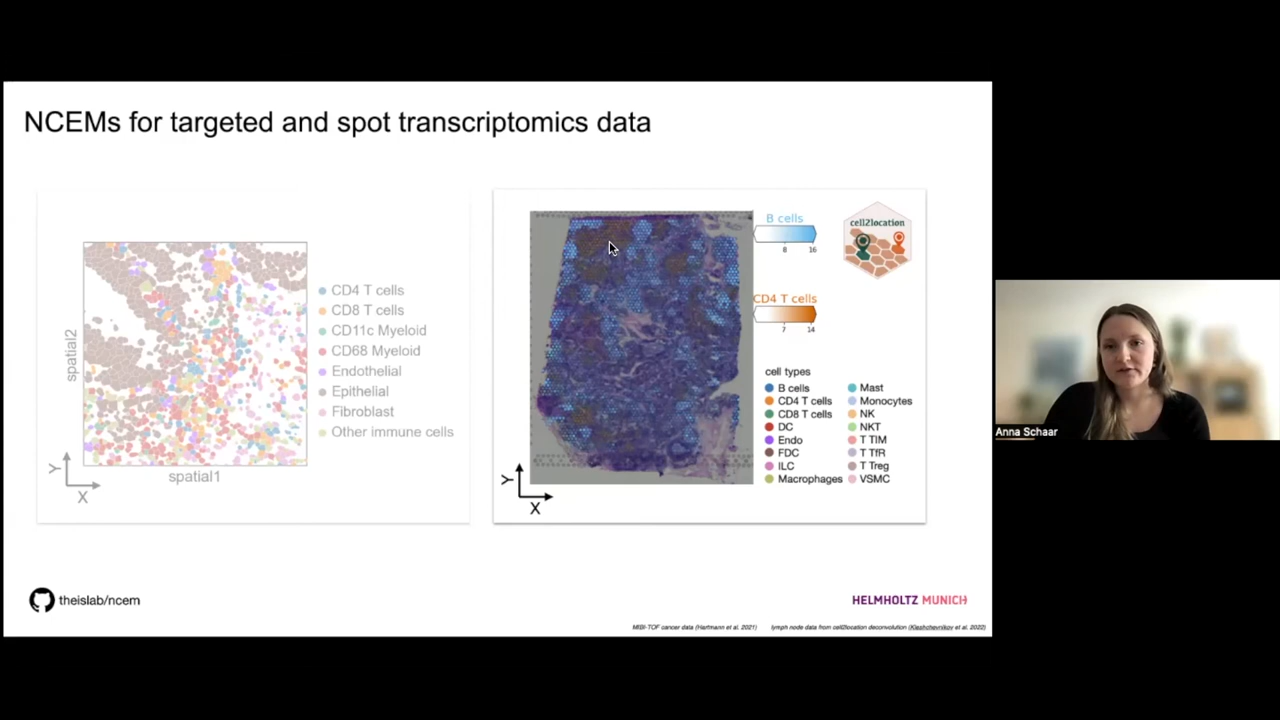 NCEMs for targeted and spot transcriptomics data
spatial2
spatial1
Y
X
CD4 T cells
CD8 T cells
CD11c Myeloid
CD68 Myeloid
Endothelial
Epithelial
Fibroblast
Other immune cells
Y
X
B cells
8 16
CD4 T cells
7 14
cell2location
cell types
B cells
CD4 T cells
CD8 T cells
DC
Endo
FDC
ILC
Macrophages
Mast
Monocytes
NK
NKT
T TIM
T TfR
T Treg
VSMC
theislab/ncem
HELMHOLTZ MUNICH
MIBI-TOF cancer data (Hartmann et al. 2021)
lymph node data from cell2location deconvolution (Kleshchevnikov et al. 2022)
Anna Schaar